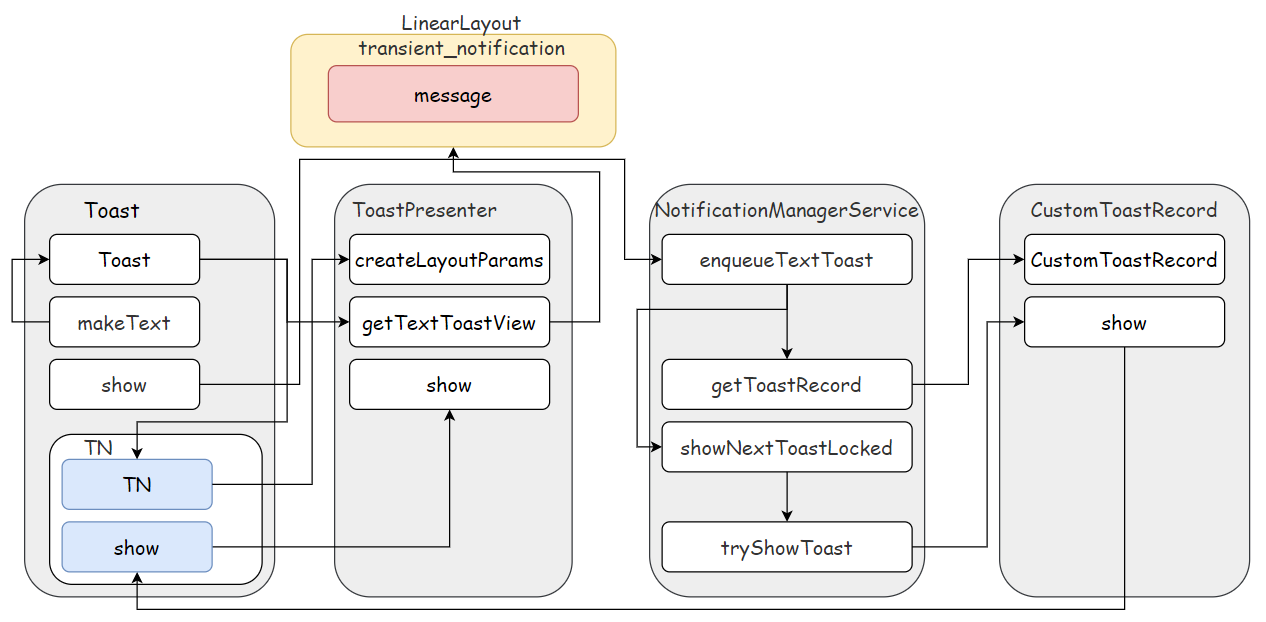 LinearLayout
transient_notification
message
Toast
Toast
makeText
show
TN
TN
show
ToastPresenter
createLayoutParams
getTextToastView
show
NotificationManagerService
enqueueTextToast
getToastRecord
showNextToastLocked
tryShowToast
CustomToastRecord
CustomToastRecord
show